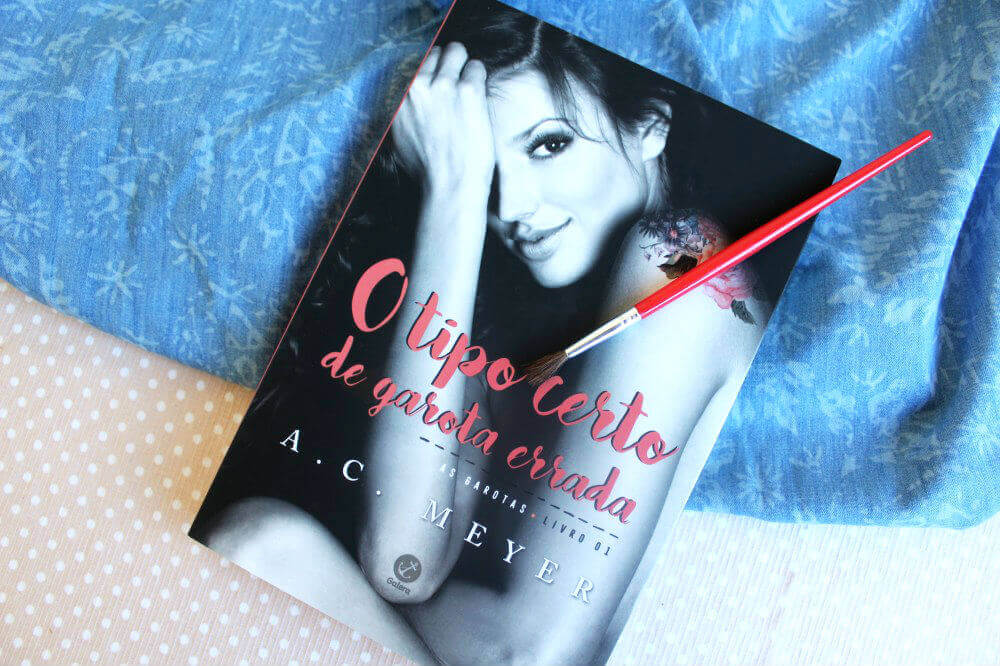 O tipo certo
de garota errada
AS GAROTAS • LIVRO 01
A. C. MEYER
Galera